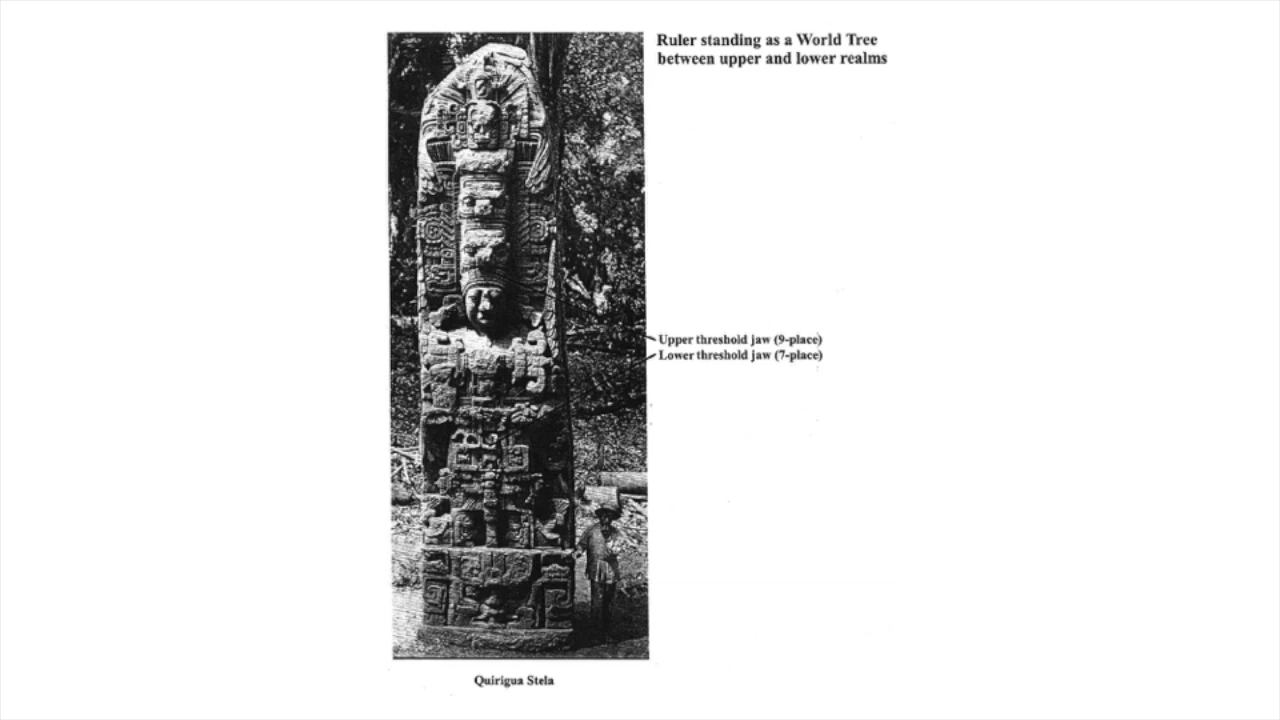 Ruler standing as a World Tree
between upper and lower realms
Upper threshold jaw (9-place)
Lower threshold jaw (7-place)
Quirigua Stela